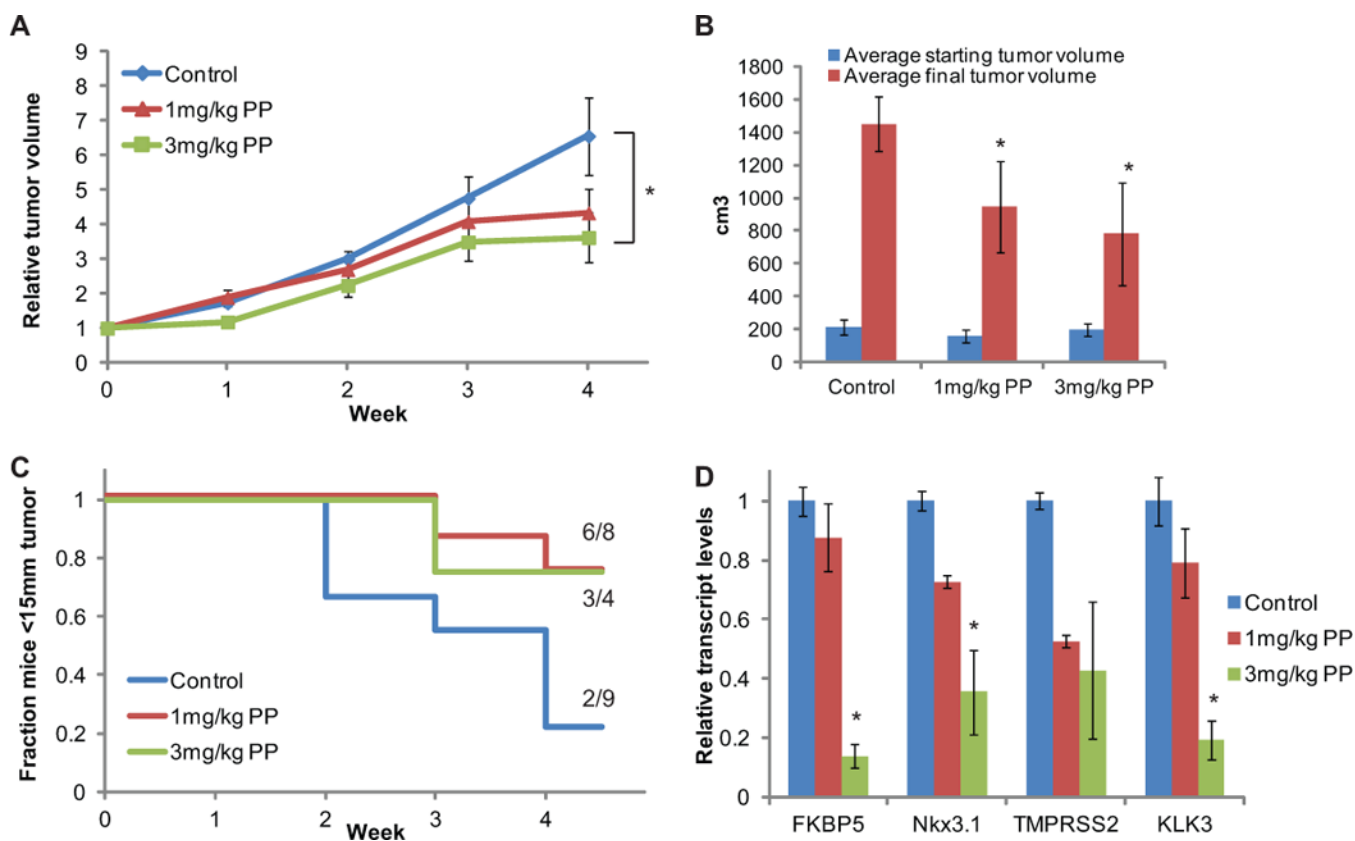 A
Relative tumor volume
9
8
7
6
5
4
3
2
1
0
Control
1mg/kg PP
3mg/kg PP
*
0 1 2 3 4
Week
B
Average starting tumor volume
Average final tumor volume
cm3
1800
1600
1400
1200
1000
800
600
400
200
0
* *
Control 1mg/kg PP 3mg/kg PP
C
Fraction mice <15mm tumor
1
0.8
0.6
0.4
0.2
0
6/8
3/4
2/9
Control
1mg/kg PP
3mg/kg PP
0 1 2 3 4
Week
D
Relative transcript levels
1
0.8
0.6
0.4
0.2
0
* * *
Control
1mg/kg PP
3mg/kg PP
FKBP5 Nkx3.1 TMPRSS2 KLK3